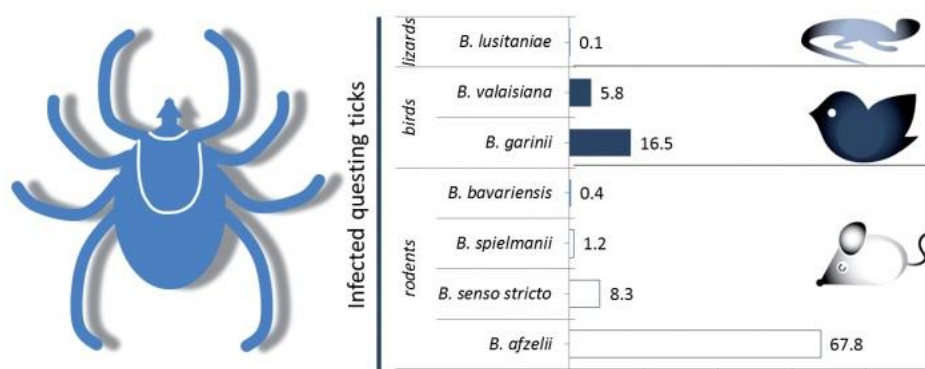 Infected questing ticks
lizards
B. lusitaniae
0.1
birds
B. valaisiana
5.8
B. garinii
16.5
rodents
B. bavariensis
0.4
B. spielmanii
1.2
B. senso stricto
8.3
B. afzelii
67.8